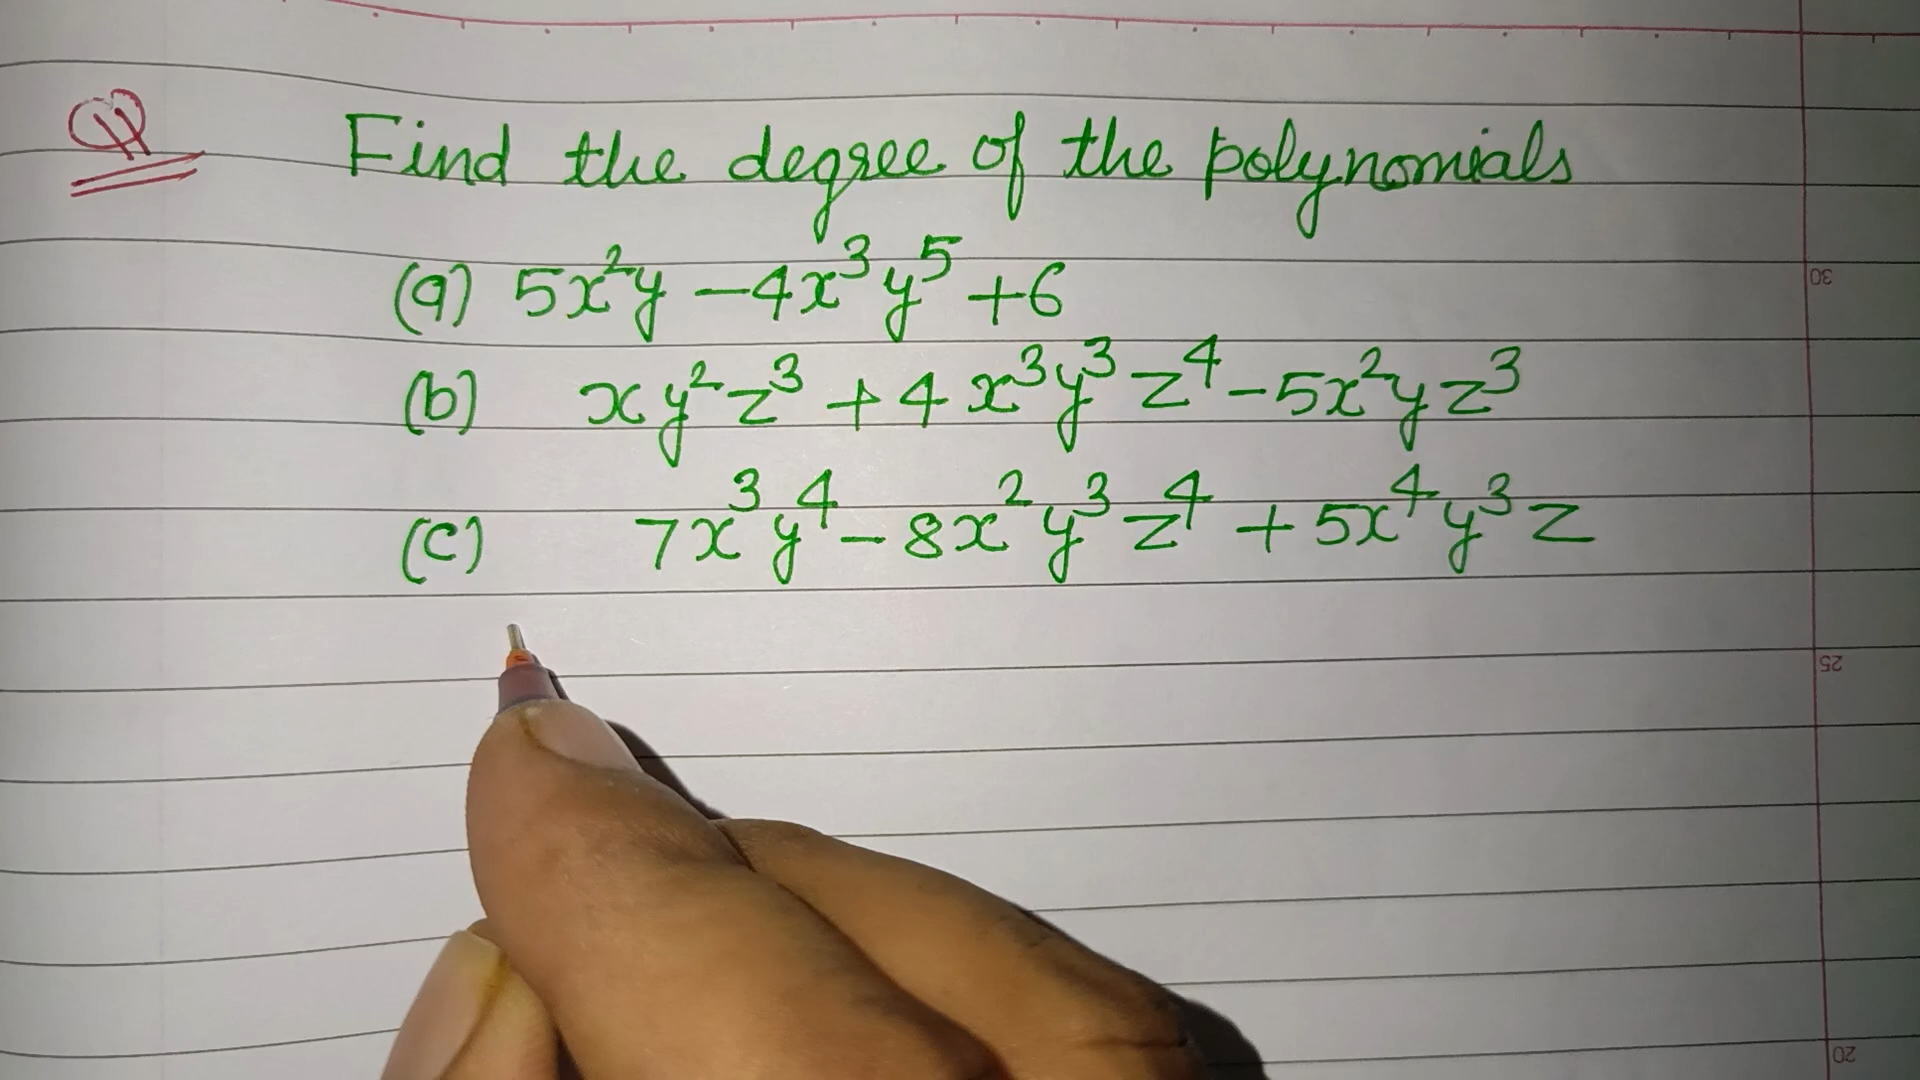 Q Find the degree of the polynomials
(a) 5x²y - 4x³y⁵ + 6
(b) xy²z³ + 4x³y³z⁴ - 5x²yz³
(c) 7x³y⁴ - 8x²y³z⁴ + 5x⁴y³z
30
25
20